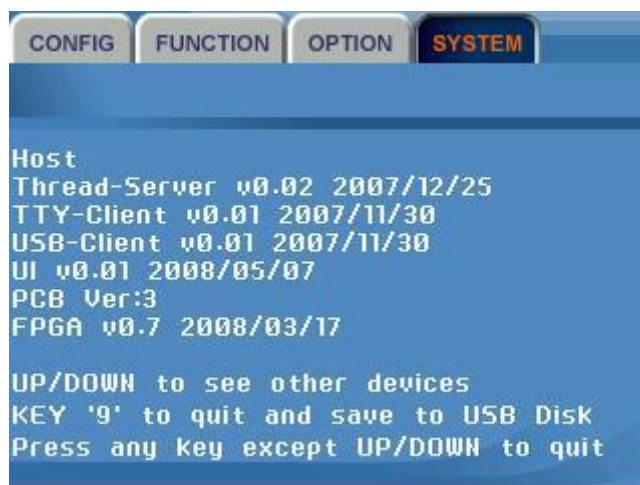 CONFIG FUNCTION OPTION SYSTEM
Host
Thread-Server v0.02 2007/12/25
TTY-Client v0.01 2007/11/30
USB-Client v0.01 2007/11/30
UI v0.01 2008/05/07
PCB Ver:3
FPGA v0.7 2008/03/17
UP/DOWN to see other devices
KEY '9' to quit and save to USB Disk
Press any key except UP/DOWN to quit